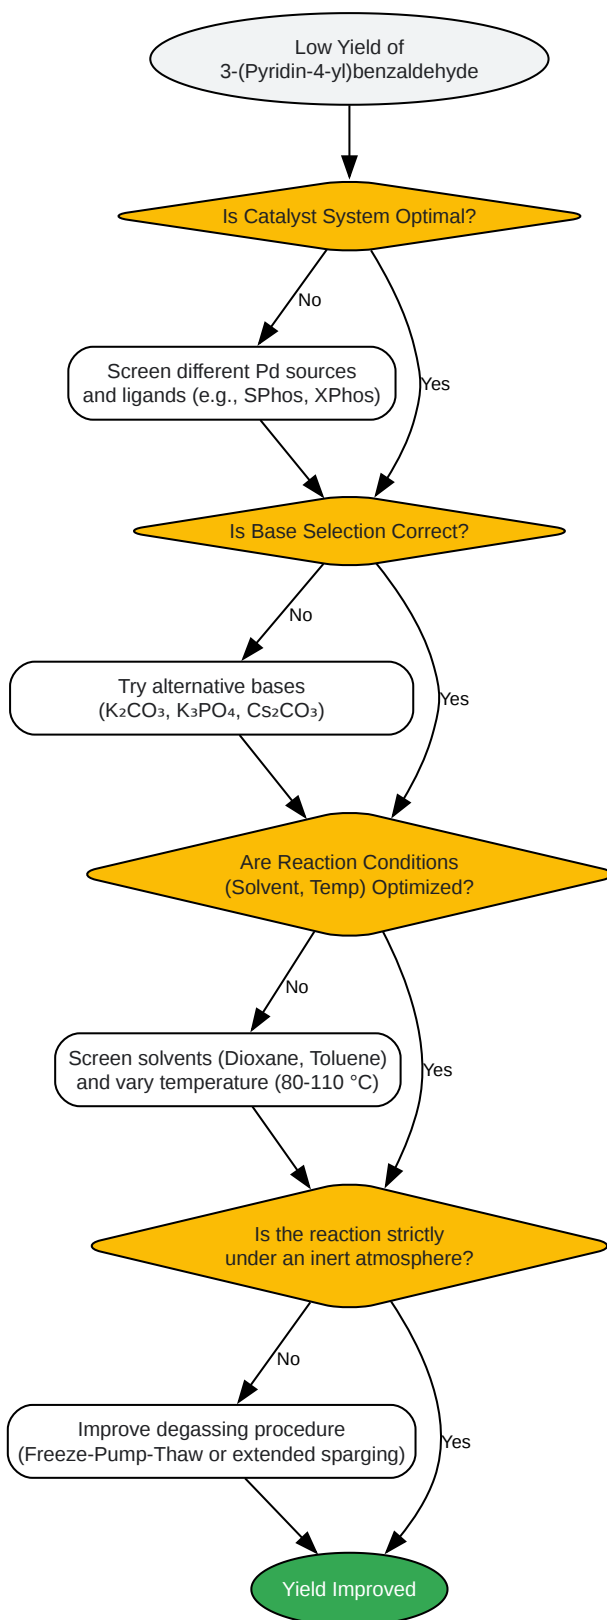 Low Yield of
3-(Pyridin-4-yl)benzaldehyde
Is Catalyst System Optimal?
No
Yes
Screen different Pd sources
and ligands (e.g., SPhos, XPhos)
Is Base Selection Correct?
No
Yes
Try alternative bases
(K₂CO₃, K₃PO₄, Cs₂CO₃)
Are Reaction Conditions
(Solvent, Temp) Optimized?
No
Yes
Screen solvents (Dioxane, Toluene)
and vary temperature (80-110 °C)
Is the reaction strictly
under an inert atmosphere?
No
Yes
Improve degassing procedure
(Freeze-Pump-Thaw or extended sparging)
Yield Improved